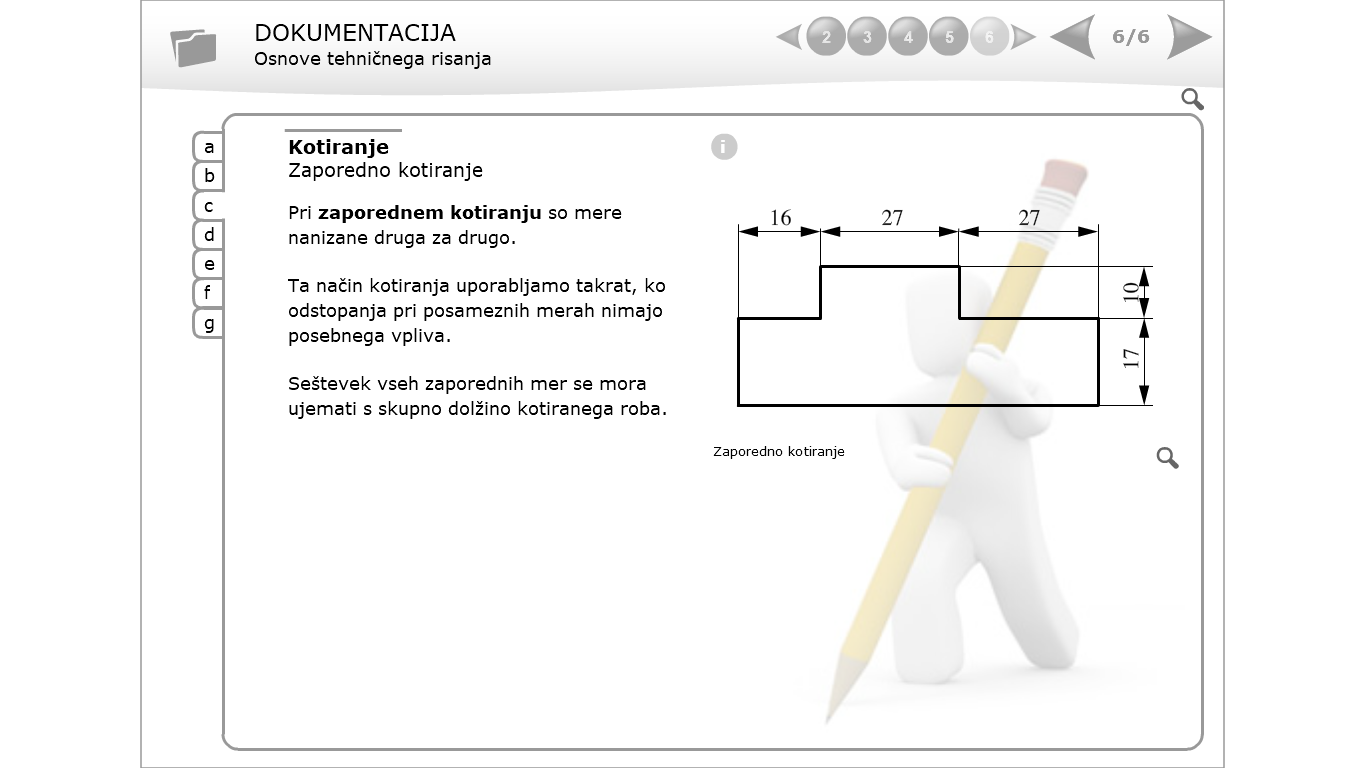 DOKUMENTACIJA
Osnove tehničnega risanja
2 3 4 5 6
6/6
a
b
c
d
e
f
g
Kotiranje
Zaporedno kotiranje
Pri zaporednem kotiranju so mere
nanizane druga za drugo.
Ta način kotiranja uporabljamo takrat, ko
odstopanja pri posameznih merah nimajo
posebnega vpliva.
Seštevek vseh zaporednih mer se mora
ujemati s skupno dolžino kotiranega roba.
i
16 27 27
10
17
Zaporedno kotiranje